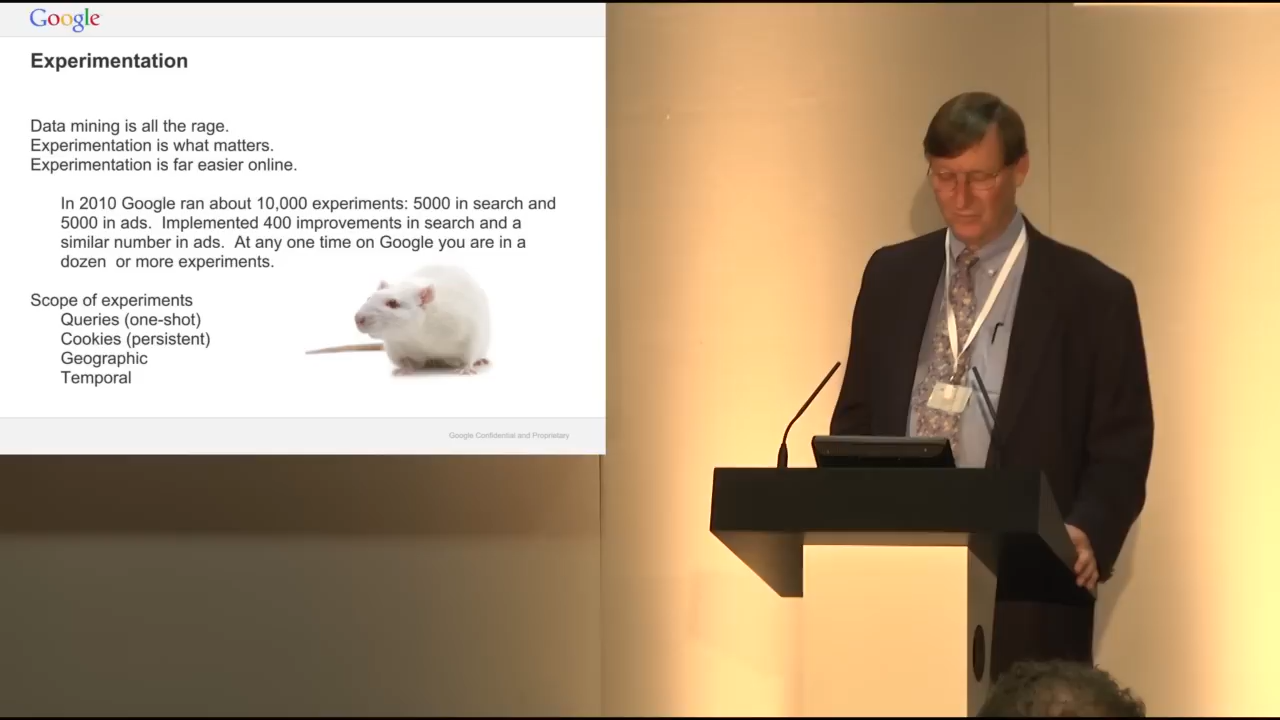 Google
Experimentation
Data mining is all the rage.
Experimentation is what matters.
Experimentation is far easier online.
In 2010 Google ran about 10,000 experiments: 5000 in search and
5000 in ads. Implemented 400 improvements in search and a
similar number in ads. At any one time on Google you are in a
dozen or more experiments.
Scope of experiments
Queries (one-shot)
Cookies (persistent)
Geographic
Temporal
Google Confidential and Proprietary